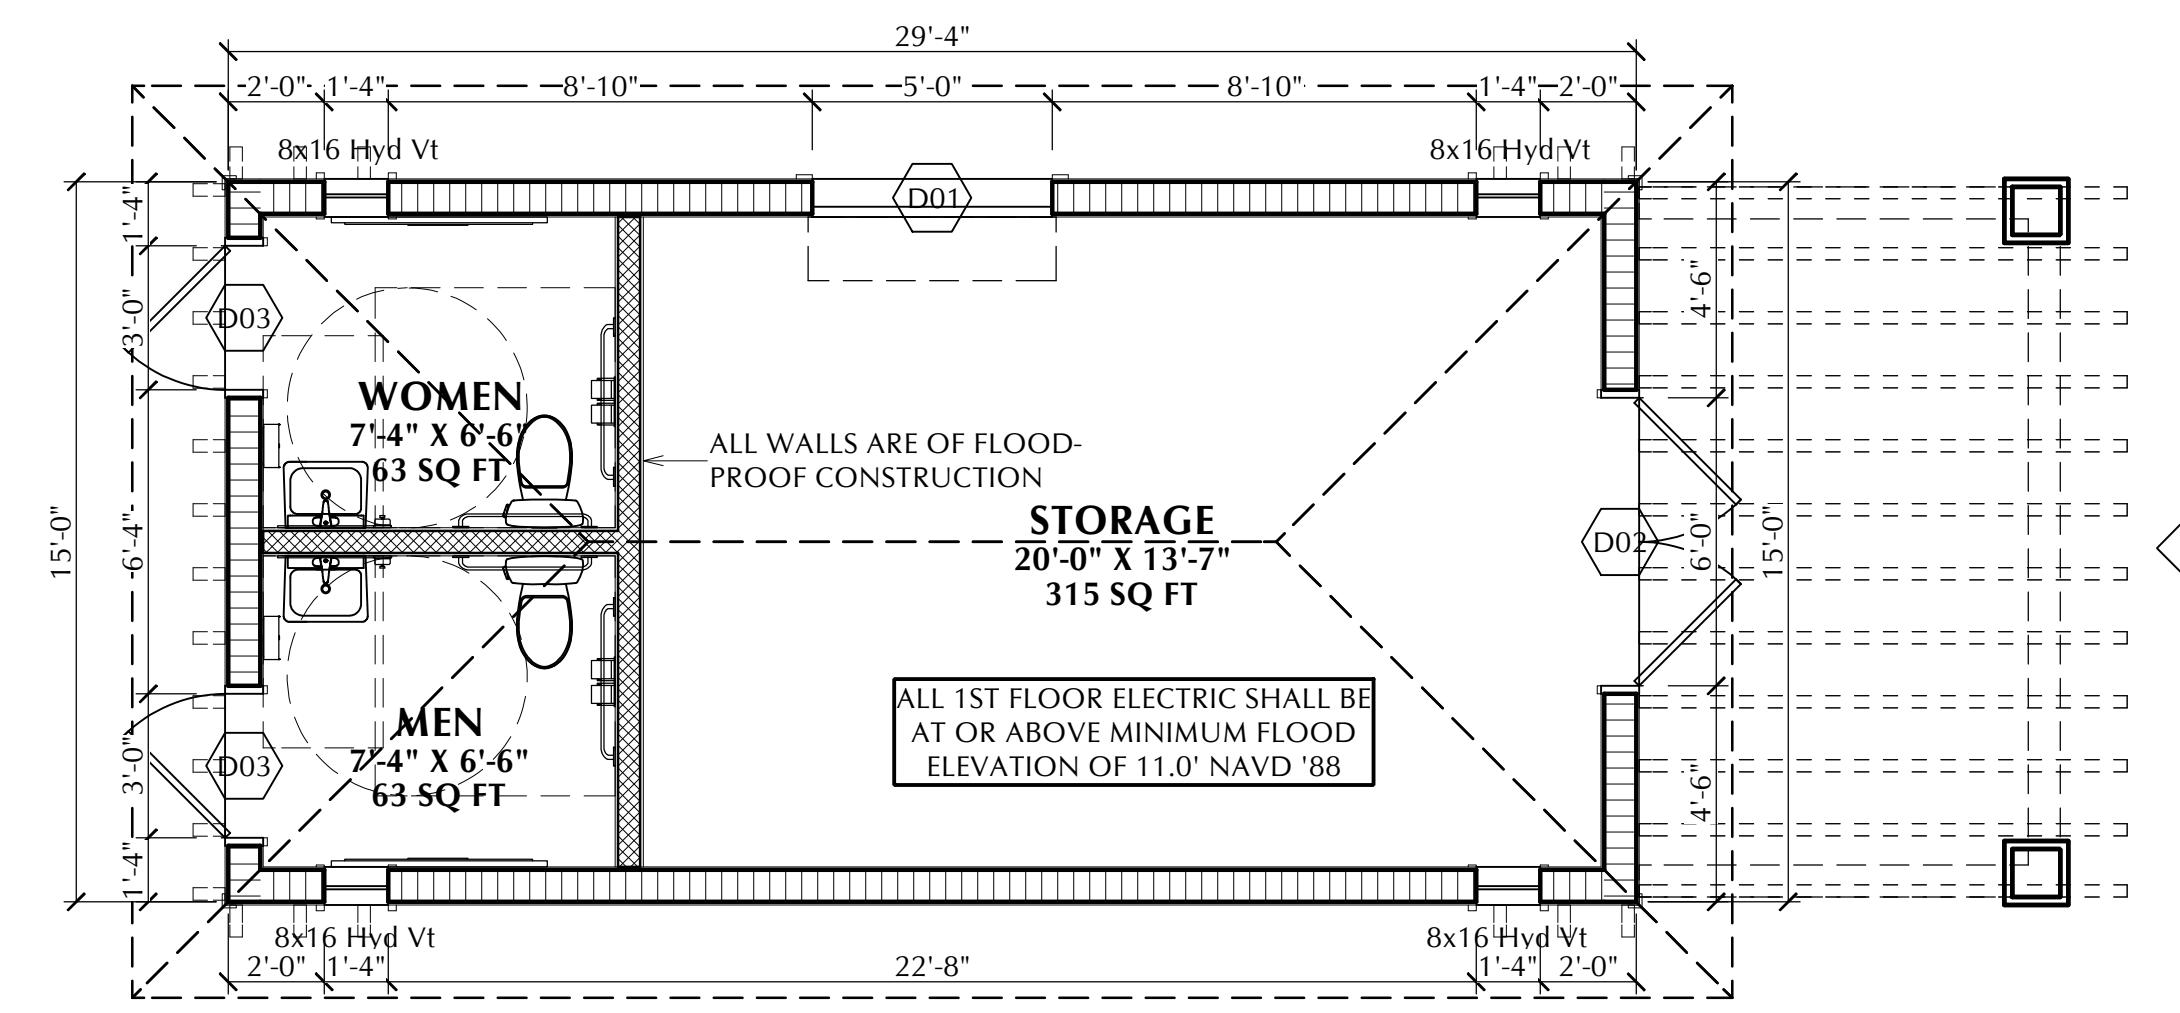 29'-4"
2'-0" 1'-4" 8'-10" 5'-0" 8'-10" 1'-4" 2'-0"
8x16 Hyd Vt 8x16 Hyd Vt
D01
1'-4"
4'-6"
3'-0"
D03
WOMEN
7'-4" X 6'-6"
63 SQ FT
ALL WALLS ARE OF FLOOD-
PROOF CONSTRUCTION
15'-0"
6'-4"
STORAGE
20'-0" X 13'-7"
315 SQ FT
D02
6'-0"
15'-0"
MEN
7'-4" X 6'-6"
63 SQ FT
ALL 1ST FLOOR ELECTRIC SHALL BE
AT OR ABOVE MINIMUM FLOOD
ELEVATION OF 11.0' NAVD '88
3'-0"
D03
4'-6"
1'-4"
8x16 Hyd Vt 8x16 Hyd Vt
2'-0" 1'-4" 22'-8" 1'-4" 2'-0"